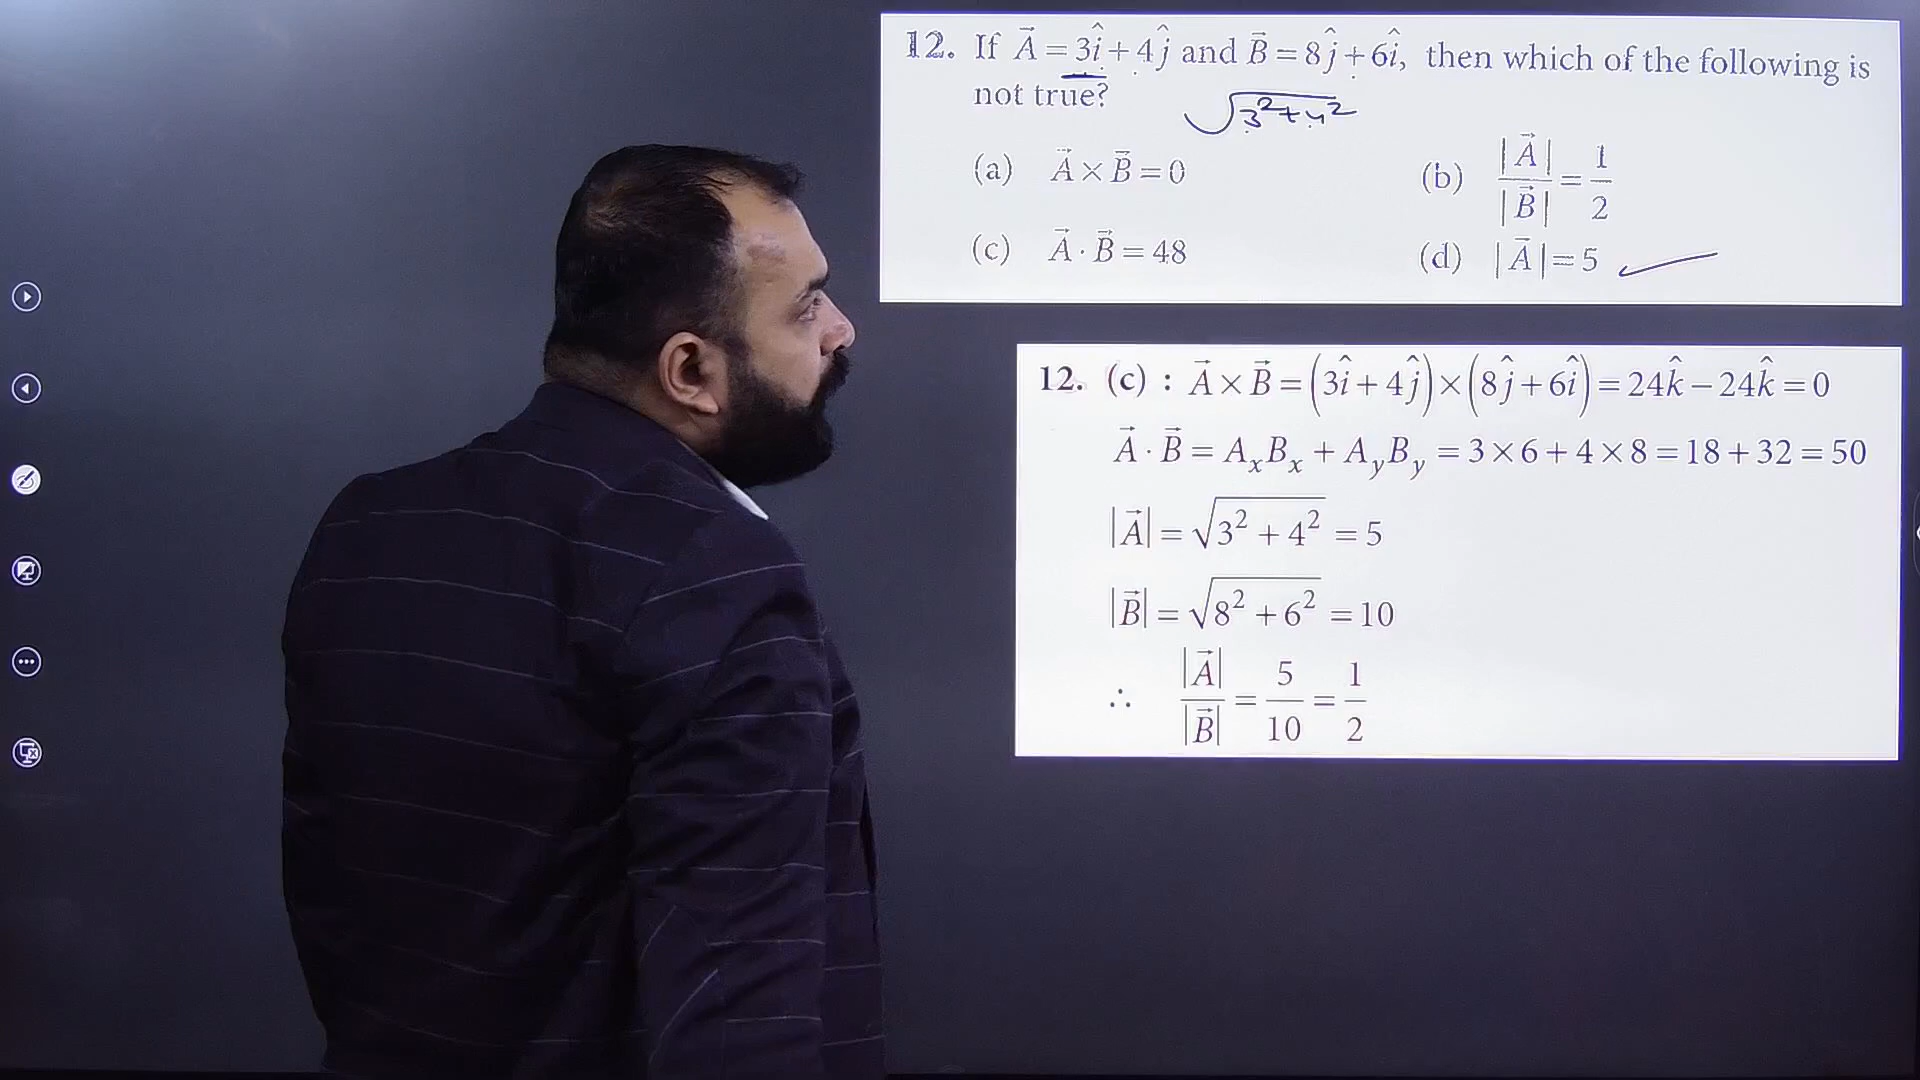 12. If A⃗ = 3î + 4ĵ and B⃗ = 8ĵ + 6î, then which of the following is
not true?
√3²+4²
(a) A⃗ × B⃗ = 0
(b) |A⃗|/|B⃗| = 1/2
(c) A⃗ · B⃗ = 48
(d) |A⃗| = 5
12. (c) : A⃗ × B⃗ = (3î + 4ĵ) × (8ĵ + 6î) = 24k̂ − 24k̂ = 0
A⃗ · B⃗ = AₓBₓ + A_yB_y = 3 × 6 + 4 × 8 = 18 + 32 = 50
|A⃗| = √3² + 4² = 5
|B⃗| = √8² + 6² = 10
∴ |A⃗|/|B⃗| = 5/10 = 1/2